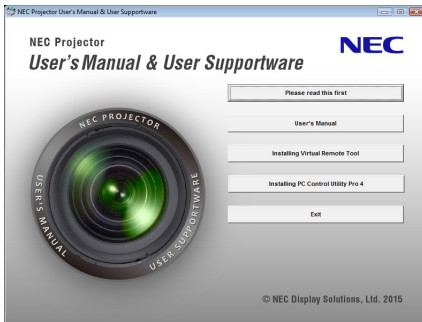 NEC Projector User's Manual & User Supportware
NEC Projector
NEC
User's Manual & User Supportware
Please read this first
NEC PROJECTOR
User's Manual
USER'S MANUAL
USER SUPPORTWARE
Installing Virtual Remote Tool
Installing PC Control Utility Pro 4
Exit
© NEC Display Solutions, Ltd. 2015